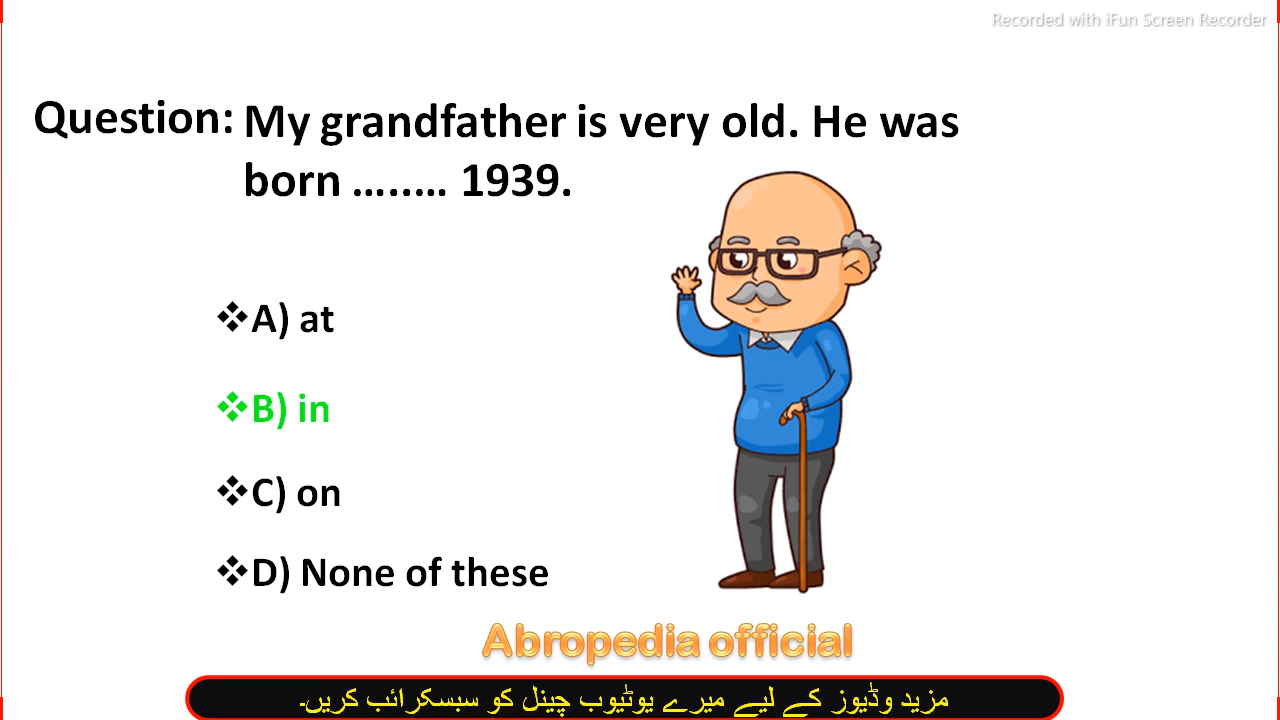 Recorded with iFun Screen Recorder
Question: My grandfather is very old. He was
born …..… 1939.
❖A) at
❖B) in
❖C) on
❖D) None of these
Abropedia official
مزید وڈیوز کے لیے میرے یوٹیوب چینل کو سبسکرائب کریں۔